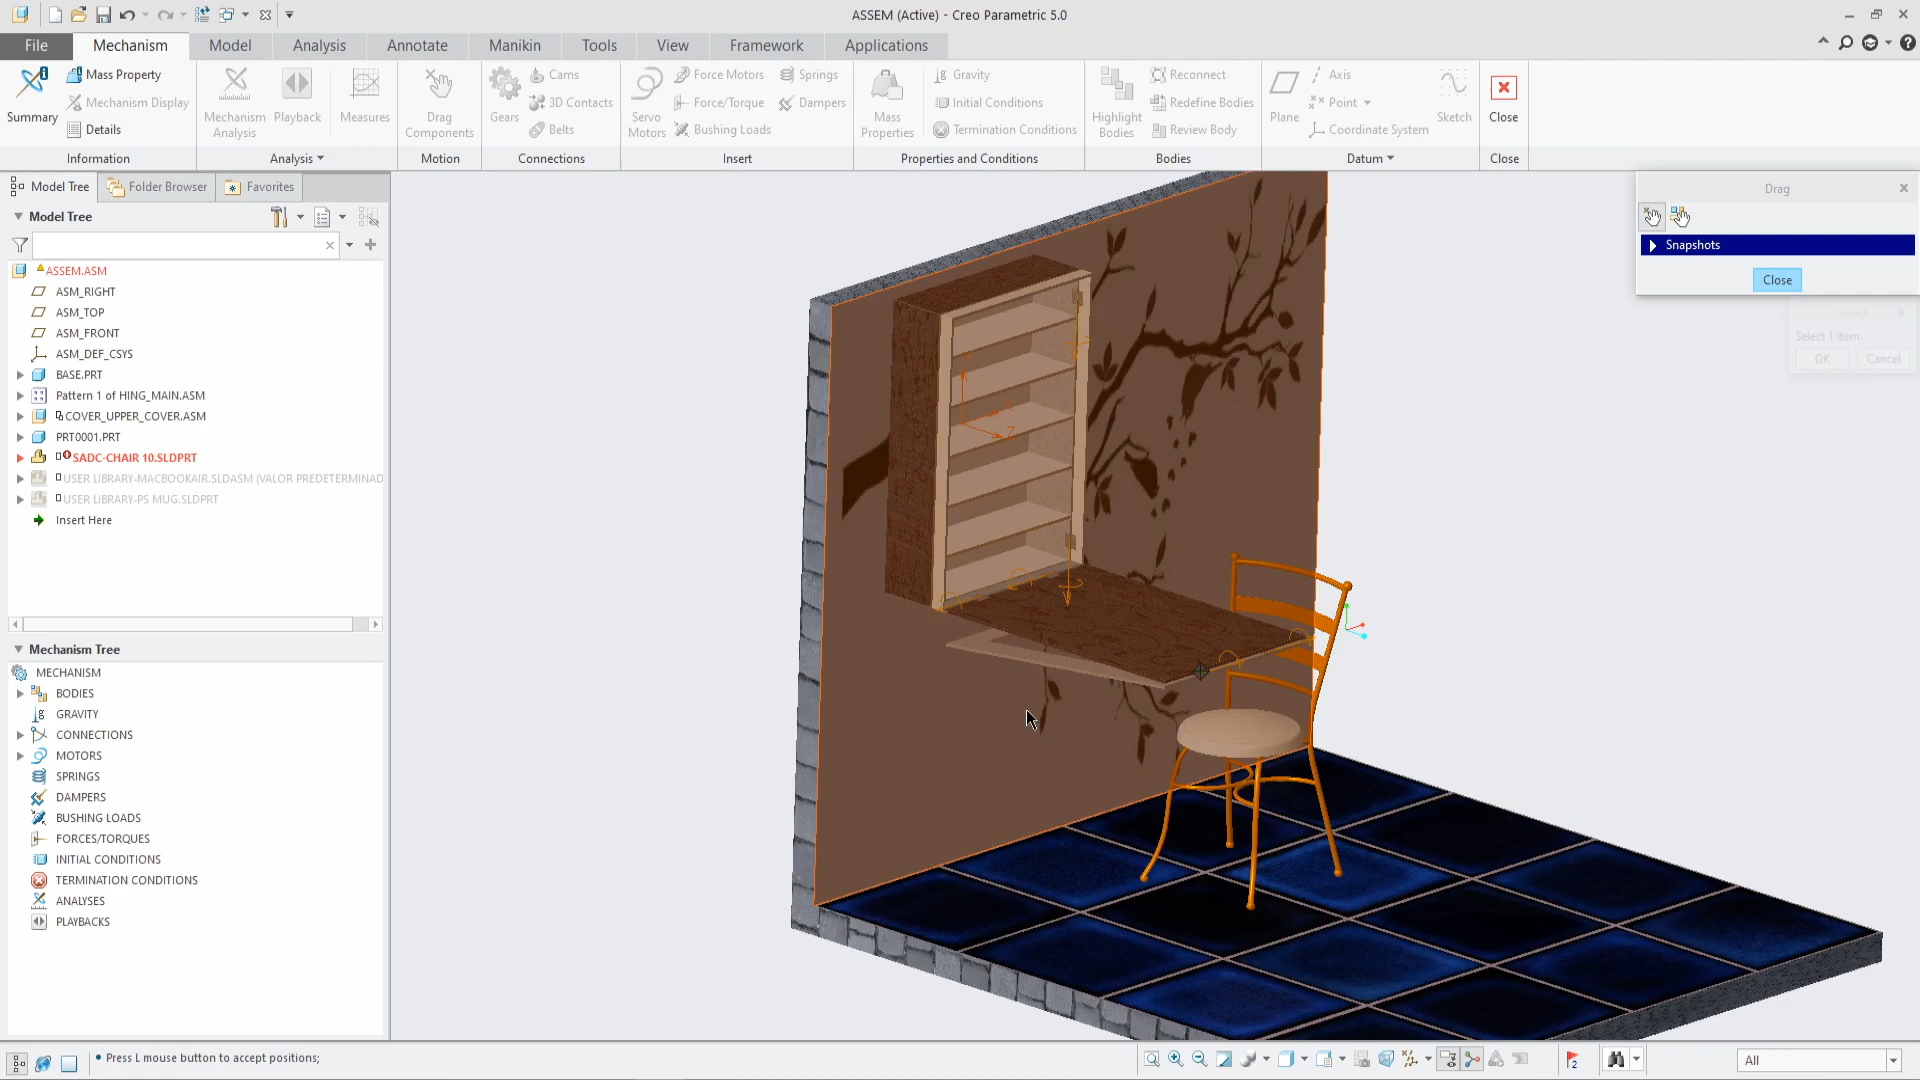 ASSEM (Active) - Creo Parametric 5.0
File Mechanism Model Analysis Annotate Manikin Tools View Framework Applications
Summary
Mass Property
Mechanism Display
Details
Information
Mechanism
Analysis
Playback
Measures
Analysis
Drag
Components
Motion
Gears
Cams
3D Contacts
Belts
Connections
Servo
Motors
Force Motors
Force/Torque
Bushing Loads
Springs
Dampers
Insert
Mass
Properties
Gravity
Initial Conditions
Termination Conditions
Properties and Conditions
Highlight
Bodies
Reconnect
Redefine Bodies
Review Body
Bodies
Plane
Axis
Point
Coordinate System
Sketch
Datum
Close
Close
Model Tree Folder Browser Favorites
Model Tree
ASSEM.ASM
ASM_RIGHT
ASM_TOP
ASM_FRONT
ASM_DEF_CSYS
BASE.PRT
Pattern 1 of HING_MAIN.ASM
COVER_UPPER_COVER.ASM
PRT0001.PRT
SADC-CHAIR 10.SLDPRT
USER LIBRARY-MACBOOKAIR.SLDASM (VALOR PREDETERMINAD
USER LIBRARY-PS MUG.SLDPRT
Insert Here
Mechanism Tree
MECHANISM
BODIES
GRAVITY
CONNECTIONS
MOTORS
SPRINGS
DAMPERS
BUSHING LOADS
FORCES/TORQUES
INITIAL CONDITIONS
TERMINATION CONDITIONS
ANALYSES
PLAYBACKS
Drag
Snapshots
Close
Select
Select 1 item.
OK Cancel
Z
• Press L mouse button to accept positions;
2
All